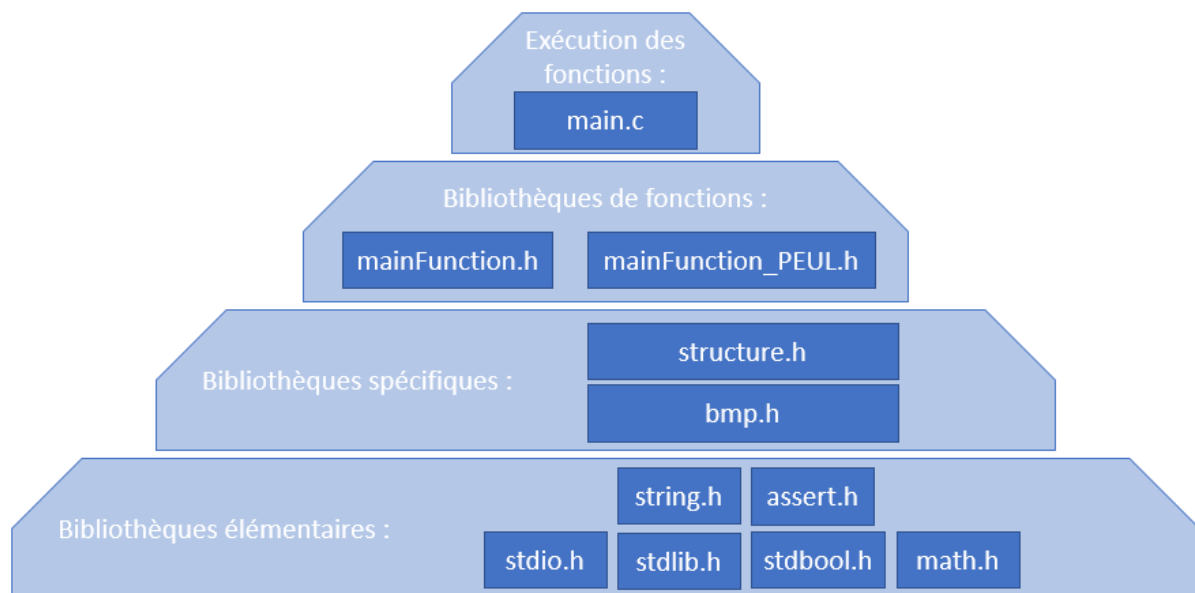 Exécution des
fonctions :
main.c
Bibliothèques de fonctions :
mainFunction.h
mainFunction_PEUL.h
structure.h
Bibliothèques spécifiques :
bmp.h
string.h
assert.h
Bibliothèques élémentaires :
stdio.h
stdlib.h
stdbool.h
math.h